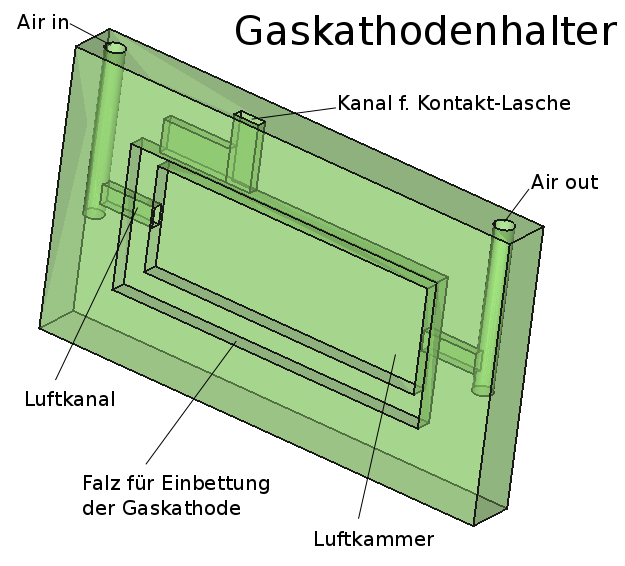 Gaskathodenhalter
Air in
Kanal f. Kontakt-Lasche
Air out
Luftkanal
Falz für Einbettung
der Gaskathode
Luftkammer